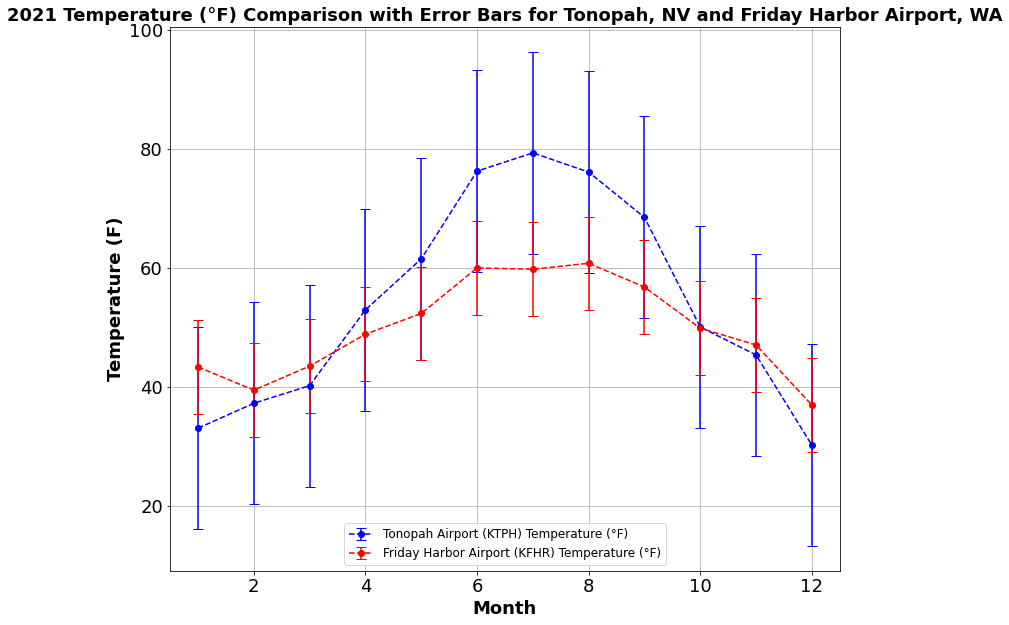 2021 Temperature (°F) Comparison with Error Bars for Tonopah, NV and Friday Harbor Airport, WA
100
80
60
40
20
Temperature (F)
Tonopah Airport (KTPH) Temperature (°F)
Friday Harbor Airport (KFHR) Temperature (°F)
2 4 6 8 10 12
Month